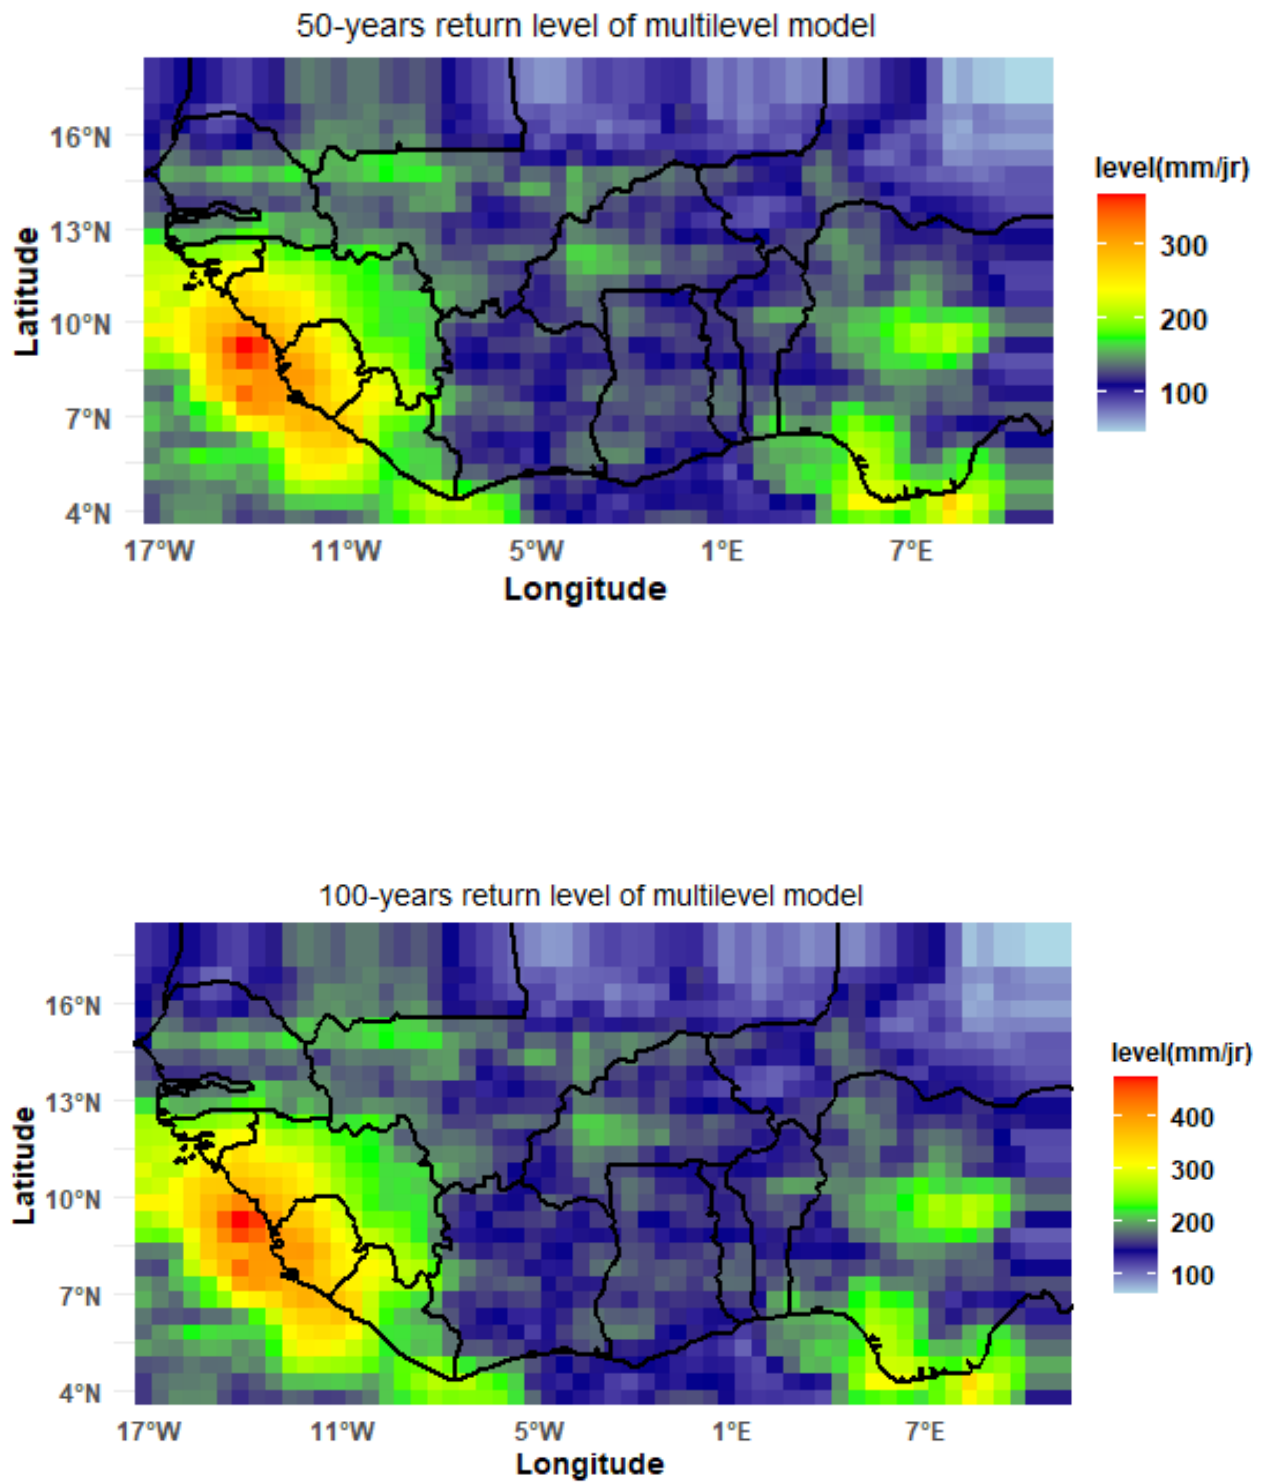 50-years return level of multilevel model
level(mm/jr)
300
200
100
16°N
13°N
10°N
7°N
4°N
Latitude
17°W 11°W 5°W 1°E 7°E
Longitude
100-years return level of multilevel model
level(mm/jr)
400
300
200
100
16°N
13°N
10°N
7°N
4°N
Latitude
17°W 11°W 5°W 1°E 7°E
Longitude